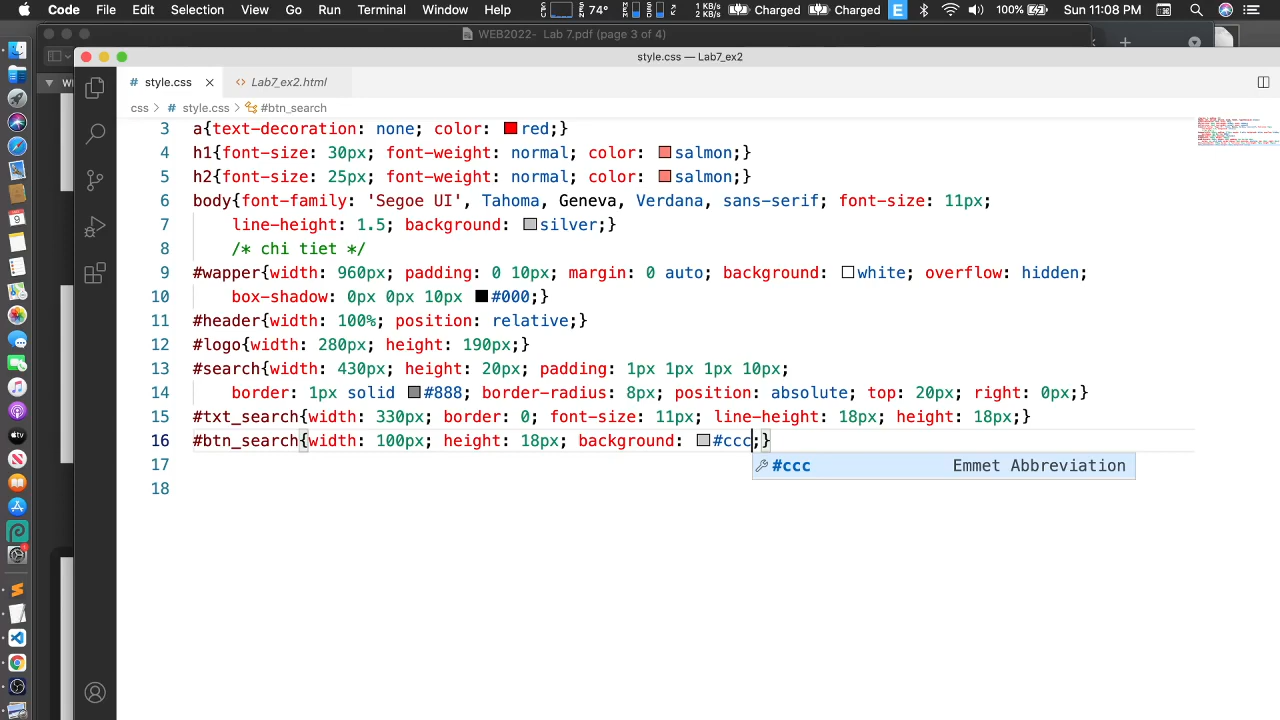 Code File Edit Selection View Go Run Terminal Window Help 74° 1 KB/s 2 KB/s Charged Charged E 100% Sun 11:08 PM
WEB2022- Lab 7.pdf (page 3 of 4)
style.css — Lab7_ex2
# style.css × <> Lab7_ex2.html
css > # style.css > #btn_search
3 a{text-decoration: none; color: red;}
4 h1{font-size: 30px; font-weight: normal; color: salmon;}
5 h2{font-size: 25px; font-weight: normal; color: salmon;}
6 body{font-family: 'Segoe UI', Tahoma, Geneva, Verdana, sans-serif; font-size: 11px;
7 line-height: 1.5; background: silver;}
8 /* chi tiet */
9 #wapper{width: 960px; padding: 0 10px; margin: 0 auto; background: white; overflow: hidden;
10 box-shadow: 0px 0px 10px #000;}
11 #header{width: 100%; position: relative;}
12 #logo{width: 280px; height: 190px;}
13 #search{width: 430px; height: 20px; padding: 1px 1px 1px 10px;
14 border: 1px solid #888; border-radius: 8px; position: absolute; top: 20px; right: 0px;}
15 #txt_search{width: 330px; border: 0; font-size: 11px; line-height: 18px; height: 18px;}
16 #btn_search{width: 100px; height: 18px; background: #ccc;}
#ccc Emmet Abbreviation
17
18